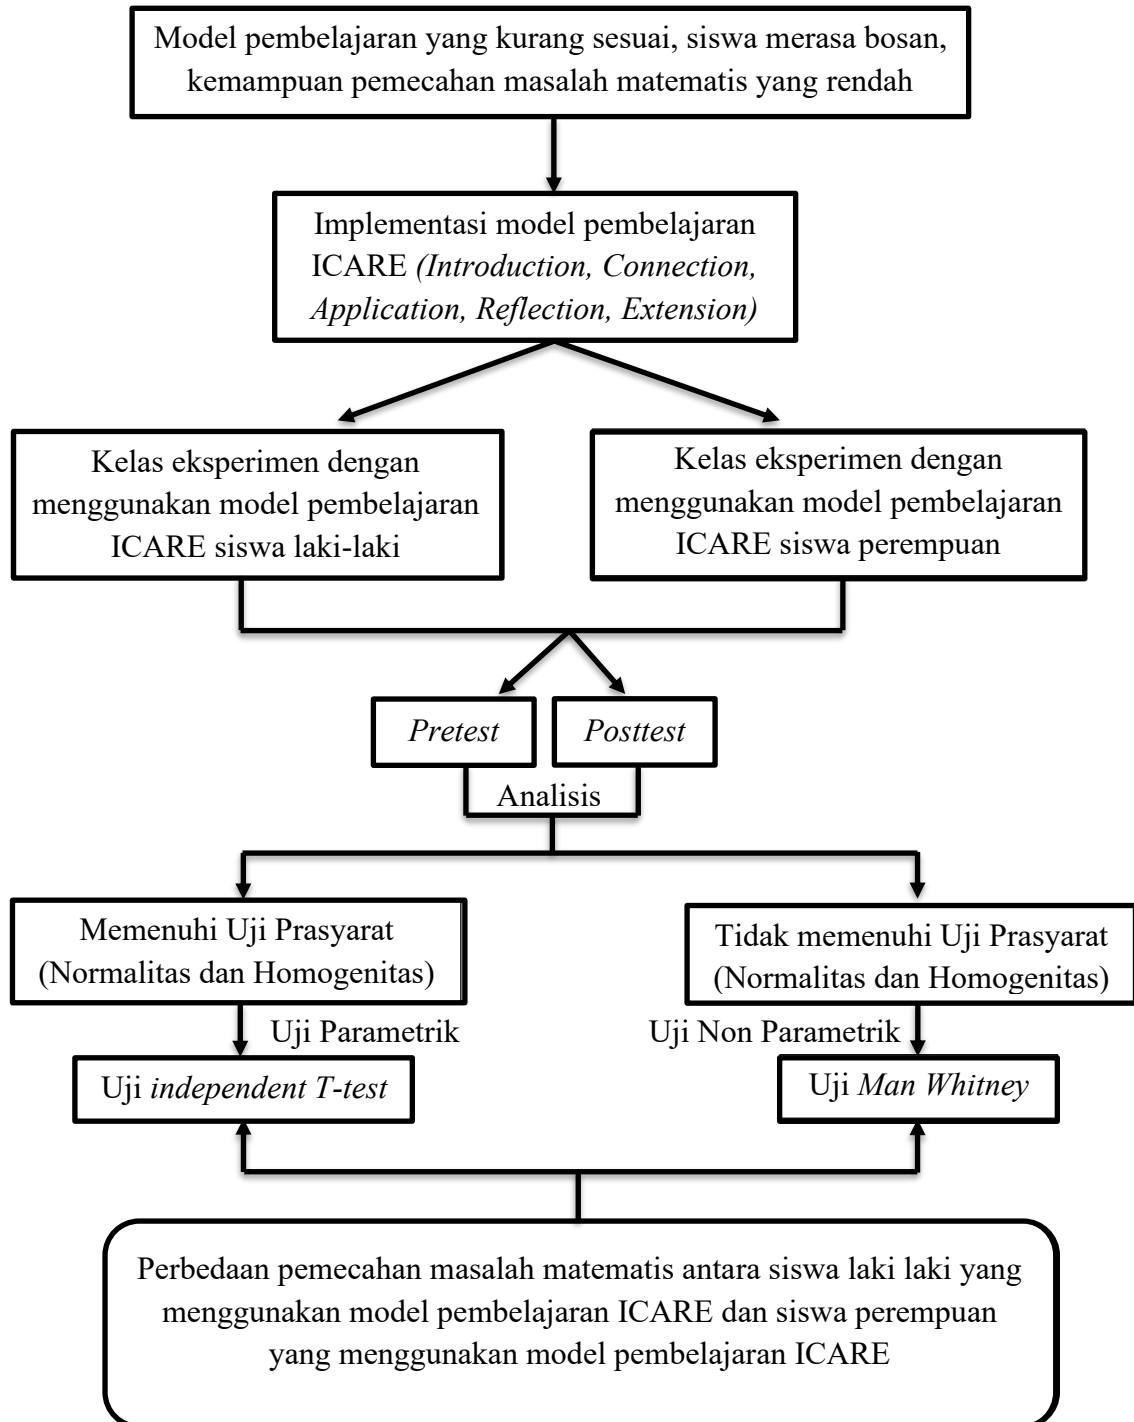 Model pembelajaran yang kurang sesuai, siswa merasa bosan,
kemampuan pemecahan masalah matematis yang rendah
Implementasi model pembelajaran
ICARE (Introduction, Connection,
Application, Reflection, Extension)
Kelas eksperimen dengan
menggunakan model pembelajaran
ICARE siswa laki-laki
Kelas eksperimen dengan
menggunakan model pembelajaran
ICARE siswa perempuan
Pretest
Posttest
Analisis
Memenuhi Uji Prasyarat
(Normalitas dan Homogenitas)
Tidak memenuhi Uji Prasyarat
(Normalitas dan Homogenitas)
Uji Parametrik
Uji Non Parametrik
Uji independent T-test
Uji Man Whitney
Perbedaan pemecahan masalah matematis antara siswa laki laki yang
menggunakan model pembelajaran ICARE dan siswa perempuan
yang menggunakan model pembelajaran ICARE